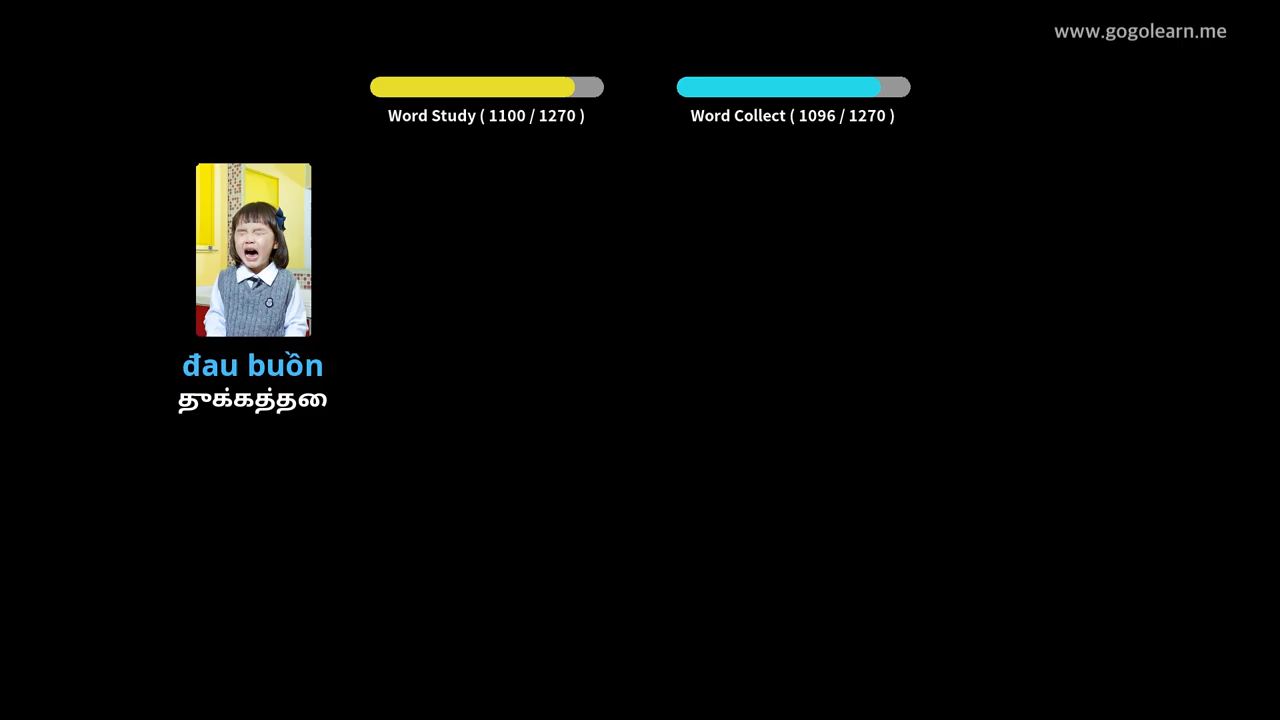 www.gogolearn.me
Word Study ( 1100 / 1270 )
Word Collect ( 1096 / 1270 )
đau buồn
துக்கத்தை